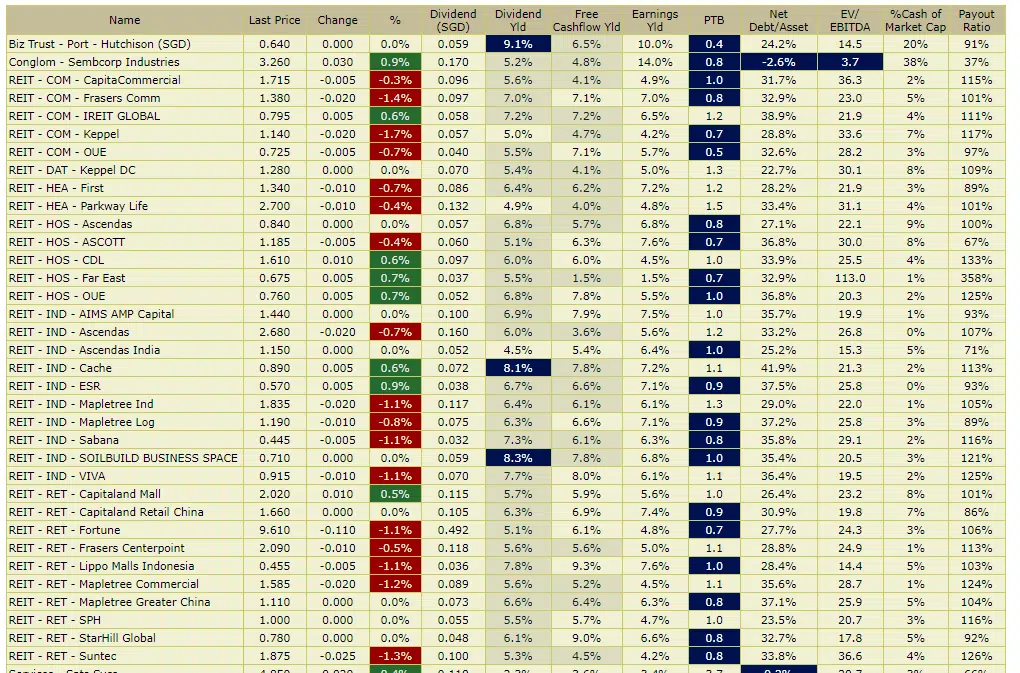 Name Last Price Change % Dividend (SGD) Dividend Yld Free Cashflow Yld Earnings Yld PTB Net Debt/Asset EV/ EBITDA %Cash of Market Cap Payout Ratio
Biz Trust - Port - Hutchison (SGD) 0.640 0.000 0.0% 0.059 9.1% 6.5% 10.0% 0.4 24.2% 14.5 20% 91%
Conglom - Sembcorp Industries 3.260 0.030 0.9% 0.170 5.2% 4.8% 14.0% 0.8 -2.6% 3.7 38% 37%
REIT - COM - CapitaCommercial 1.715 -0.005 -0.3% 0.096 5.6% 4.1% 4.9% 1.0 31.7% 36.3 2% 115%
REIT - COM - Frasers Comm 1.380 -0.020 -1.4% 0.097 7.0% 7.1% 7.0% 0.8 32.9% 23.0 5% 101%
REIT - COM - IREIT GLOBAL 0.795 0.005 0.6% 0.058 7.2% 7.2% 6.5% 1.2 38.9% 21.9 4% 111%
REIT - COM - Keppel 1.140 -0.020 -1.7% 0.057 5.0% 4.7% 4.2% 0.7 28.8% 33.6 7% 117%
REIT - COM - OUE 0.725 -0.005 -0.7% 0.040 5.5% 7.1% 5.7% 0.5 32.6% 28.2 3% 97%
REIT - DAT - Keppel DC 1.280 0.000 0.0% 0.070 5.4% 4.1% 5.0% 1.3 22.7% 30.1 8% 109%
REIT - HEA - First 1.340 -0.010 -0.7% 0.086 6.4% 6.2% 7.2% 1.2 28.2% 21.9 3% 89%
REIT - HEA - Parkway Life 2.700 -0.010 -0.4% 0.132 4.9% 4.0% 4.8% 1.5 33.4% 31.1 4% 101%
REIT - HOS - Ascendas 0.840 0.000 0.0% 0.057 6.8% 5.7% 6.8% 0.8 27.1% 22.1 9% 100%
REIT - HOS - ASCOTT 1.185 -0.005 -0.4% 0.060 5.1% 6.3% 7.6% 0.7 36.8% 30.0 8% 67%
REIT - HOS - CDL 1.610 0.010 0.6% 0.097 6.0% 6.0% 4.5% 1.0 33.9% 25.5 4% 133%
REIT - HOS - Far East 0.675 0.005 0.7% 0.037 5.5% 1.5% 1.5% 0.7 32.9% 113.0 1% 358%
REIT - HOS - OUE 0.760 0.005 0.7% 0.052 6.8% 7.8% 5.5% 1.0 36.8% 20.3 2% 125%
REIT - IND - AIMS AMP Capital 1.440 0.000 0.0% 0.100 6.9% 7.9% 7.5% 1.0 35.7% 19.9 1% 93%
REIT - IND - Ascendas 2.680 -0.020 -0.7% 0.160 6.0% 3.6% 5.6% 1.2 33.2% 26.8 0% 107%
REIT - IND - Ascendas India 1.150 0.000 0.0% 0.052 4.5% 5.4% 6.4% 1.0 25.2% 15.3 5% 71%
REIT - IND - Cache 0.890 0.005 0.6% 0.072 8.1% 7.8% 7.2% 1.1 41.9% 21.3 2% 113%
REIT - IND - ESR 0.570 0.005 0.9% 0.038 6.7% 6.6% 7.1% 0.9 37.5% 25.8 0% 93%
REIT - IND - Mapletree Ind 1.835 -0.020 -1.1% 0.117 6.4% 6.1% 6.1% 1.3 29.0% 22.0 1% 105%
REIT - IND - Mapletree Log 1.190 -0.010 -0.8% 0.075 6.3% 6.6% 7.1% 0.9 37.2% 25.8 3% 89%
REIT - IND - Sabana 0.445 -0.005 -1.1% 0.032 7.3% 6.1% 6.3% 0.8 35.8% 29.1 2% 116%
REIT - IND - SOILBUILD BUSINESS SPACE 0.710 0.000 0.0% 0.059 8.3% 7.8% 6.8% 1.0 35.4% 20.5 3% 121%
REIT - IND - VIVA 0.915 -0.010 -1.1% 0.070 7.7% 8.0% 6.1% 1.1 36.4% 19.5 2% 125%
REIT - RET - Capitaland Mall 2.020 0.010 0.5% 0.115 5.7% 5.9% 5.6% 1.0 26.4% 23.2 8% 101%
REIT - RET - Capitaland Retail China 1.660 0.000 0.0% 0.105 6.3% 6.9% 7.4% 0.9 30.9% 19.8 7% 86%
REIT - RET - Fortune 9.610 -0.110 -1.1% 0.492 5.1% 6.1% 4.8% 0.7 27.7% 24.3 3% 106%
REIT - RET - Frasers Centerpoint 2.090 -0.010 -0.5% 0.118 5.6% 5.6% 5.0% 1.1 28.8% 24.9 1% 113%
REIT - RET - Lippo Malls Indonesia 0.455 -0.005 -1.1% 0.036 7.8% 9.3% 7.6% 1.0 28.4% 14.4 5% 103%
REIT - RET - Mapletree Commercial 1.585 -0.020 -1.2% 0.089 5.6% 5.2% 4.5% 1.1 35.6% 28.7 1% 124%
REIT - RET - Mapletree Greater China 1.110 0.000 0.0% 0.073 6.6% 6.4% 6.3% 0.8 37.1% 25.9 5% 104%
REIT - RET - SPH 1.000 0.000 0.0% 0.055 5.5% 5.7% 4.7% 1.0 23.5% 20.7 3% 116%
REIT - RET - StarHill Global 0.780 0.000 0.0% 0.048 6.1% 9.0% 6.6% 0.8 32.7% 17.8 5% 92%
REIT - RET - Suntec 1.875 -0.025 -1.3% 0.100 5.3% 4.5% 4.2% 0.8 33.8% 36.6 4% 126%